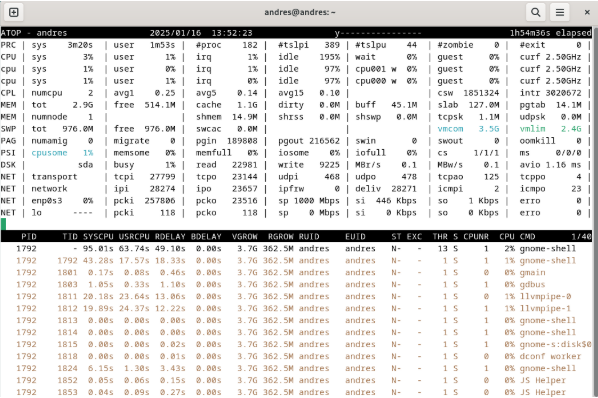 andres@andres: ~
ATOP - andres 2025/01/16 13:52:23 y---------------- 1h54m36s elapsed
PRC | sys 3m20s | user 1m53s | #proc 182 | #tslpi 389 | #tslpu 44 | #zombie 0 | #exit 0 |
CPU | sys 3% | user 1% | irq 0% | idle 195% | wait 0% | guest 0% | curf 2.50GHz |
cpu | sys 1% | user 0% | irq 0% | idle 97% | cpu001 w 0% | guest 0% | curf 2.50GHz |
cpu | sys 1% | user 1% | irq 1% | idle 97% | cpu000 w 0% | guest 0% | curf 2.50GHz |
CPL | numcpu 2 | avg1 0.25 | avg5 0.14 | avg15 0.10 | | csw 1851324 | intr 3020672 |
MEM | tot 2.9G | free 514.1M | cache 1.1G | dirty 0.0M | buff 45.1M | slab 127.0M | pgtab 14.1M |
MEM | numnode 1 | | shmem 14.9M | shrss 0.0M | shswp 0.0M | tcpsk 1.1M | udpsk 0.0M |
SWP | tot 976.0M | free 976.0M | swcac 0.0M | | | vmcom 3.5G | vmlim 2.4G |
PAG | numamig 0 | migrate 0 | pgin 189808 | pgout 216562 | swin 0 | swout 0 | oomkill 0 |
PSI | cpusome 1% | memsome 0% | memfull 0% | iosome 0% | iofull 0% | cs 1/1/1 | ms 0/0/0 |
DSK | sda | busy 1% | read 22981 | write 9225 | MBr/s 0.1 | MBw/s 0.1 | avio 1.16 ms |
NET | transport | tcpi 27799 | tcpo 23144 | udpi 468 | udpo 478 | tcpao 125 | tcppo 4 |
NET | network | ipi 28274 | ipo 23657 | ipfrw 0 | deliv 28271 | icmpi 2 | icmpo 23 |
NET | enp0s3 0% | pcki 257806 | pcko 23516 | sp 1000 Mbps | si 446 Kbps | so 1 Kbps | erro 0 |
NET | lo ---- | pcki 118 | pcko 118 | sp 0 Mbps | si 0 Kbps | so 0 Kbps | erro 0 |
PID TID SYSCPU USRCPU RDELAY BDELAY VGROW RGROW RUID EUID ST EXC THR S CPUNR CPU CMD 1/40
1792 - 95.01s 63.74s 49.10s 0.00s 3.7G 362.5M andres andres N- - 13 S 1 2% gnome-shell
1792 1792 43.28s 17.57s 18.33s 0.00s 3.7G 362.5M andres andres N- - 1 S 1 1% gnome-shell
1792 1801 0.17s 0.08s 0.46s 0.00s 3.7G 362.5M andres andres N- - 1 S 1 0% gmain
1792 1803 1.05s 0.33s 1.10s 0.00s 3.7G 362.5M andres andres N- - 1 S 1 0% gdbus
1792 1811 20.18s 23.64s 13.06s 0.00s 3.7G 362.5M andres andres N- - 1 S 0 1% llvmpipe-0
1792 1812 19.89s 24.37s 12.22s 0.00s 3.7G 362.5M andres andres N- - 1 S 1 1% llvmpipe-1
1792 1813 0.00s 0.00s 0.00s 0.00s 3.7G 362.5M andres andres N- - 1 S 1 0% gnome-shell
1792 1814 0.00s 0.00s 0.00s 0.00s 3.7G 362.5M andres andres N- - 1 S 1 0% gnome-shell
1792 1815 0.00s 0.00s 0.02s 0.00s 3.7G 362.5M andres andres N- - 1 S 1 0% gnome-s:disk$0
1792 1818 0.00s 0.00s 0.01s 0.00s 3.7G 362.5M andres andres N- - 1 S 0 0% dconf worker
1792 1824 6.15s 1.30s 3.43s 0.00s 3.7G 362.5M andres andres N- - 1 S 1 0% gnome-shell
1792 1852 0.05s 0.06s 0.15s 0.00s 3.7G 362.5M andres andres N- - 1 S 0 0% JS Helper
1792 1853 0.04s 0.09s 0.27s 0.00s 3.7G 362.5M andres andres N- - 1 S 1 0% JS Helper